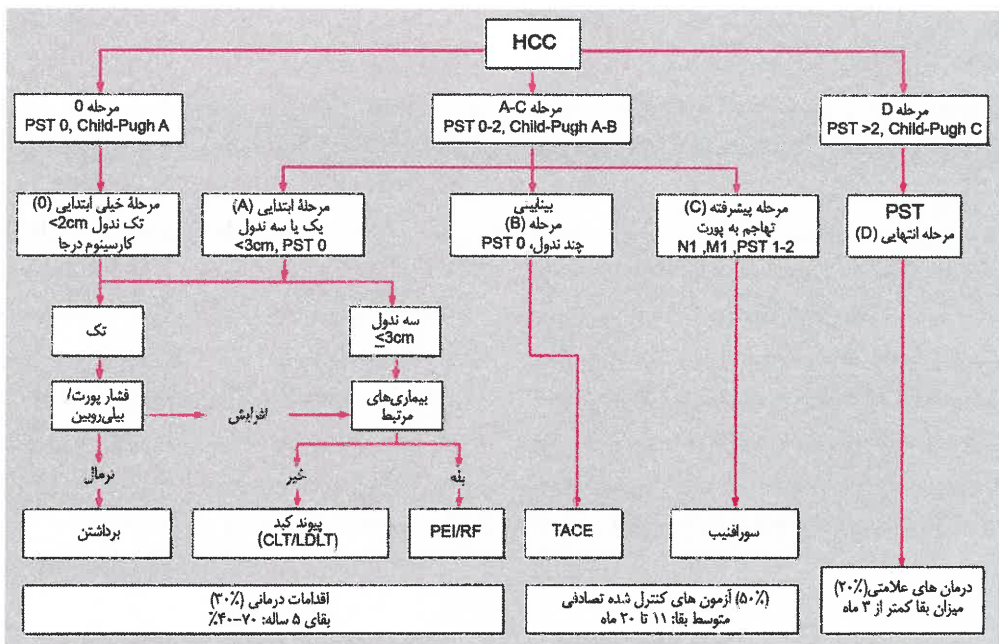 HCC
مرحله 0
PST 0, Child-Pugh A
مرحله A-C
PST 0-2, Child-Pugh A-B
مرحله D
PST >2, Child-Pugh C
مرحلهٔ خیلی ابتدایی (0)
تک ندول <2cm
کارسینوم درجا
مرحلهٔ ابتدایی (A)
یک یا سه ندول
<3cm, PST 0
بینابینی
مرحله (B)
چند ندول، PST 0
مرحله پیشرفته (C)
تهاجم به پورت
N1 ,M1 ,PST 1-2
PST
مرحله انتهایی (D)
تک
سه ندول
≤3cm
فشار پورت/
بیلی‌روبین
افزایش
بیماری‌های
مرتبط
نرمال
خیر
بله
برداشتن
پیوند کبد
(CLT/LDLT)
PEI/RF
TACE
سورافنیب
درمان های علامتی(۲۰٪)
میزان بقا کمتر از ۳ ماه
اقدامات درمانی (۳۰٪)
بقای ۵ ساله: ۷۰-۴۰٪
(۵۰٪) آزمون های کنترل شده تصادفی
متوسط بقا: ۱۱ تا ۲۰ ماه